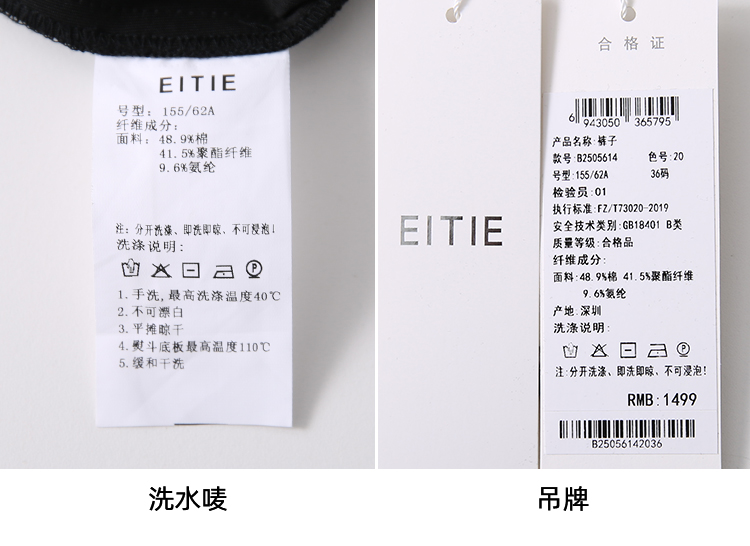 EITIE
号型: 155/62A
纤维成分:
面料: 48.9%棉
41.5%聚酯纤维
9.6%氨纶
注: 分开洗涤、即洗即晾、不可浸泡!
洗涤说明:
1.手洗,最高洗涤温度40℃
2.不可漂白
3.平摊晾干
4.熨斗底板最高温度110℃
5.缓和干洗
洗水唛
EITIE
合格证
6 943050 365795
产品名称:裤子
款号:B2505614 色号:20
号型:155/62A 36码
检验员:01
执行标准:FZ/T73020-2019
安全技术类别:GB18401 B类
质量等级:合格品
纤维成分:
面料:48.9%棉 41.5%聚酯纤维
9.6%氨纶
产地:深圳
洗涤说明:
注:分开洗涤、即洗即晾、不可浸泡!
RMB:1499
B25056142036
吊牌